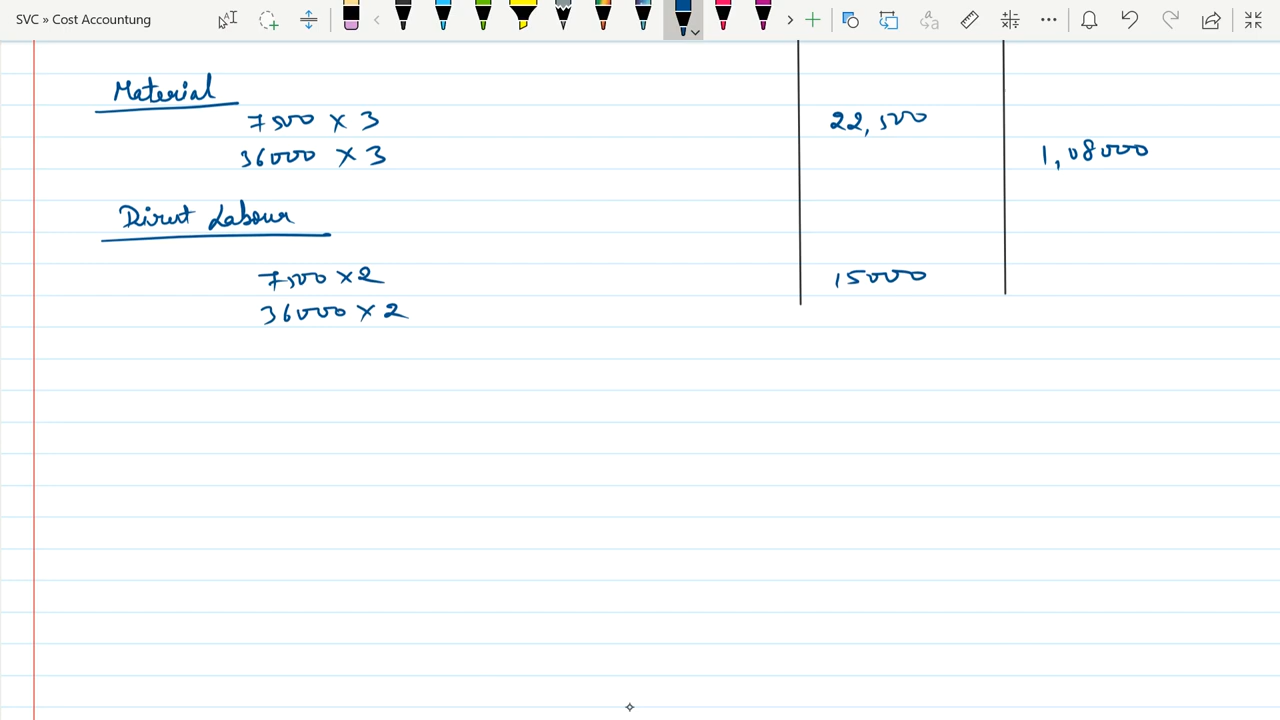 SVC » Cost Accountung
Material
7500 x 3 22,500
36000 x 3 1,08000
Direct Labour
7500 x 2 15000
36000 x 2